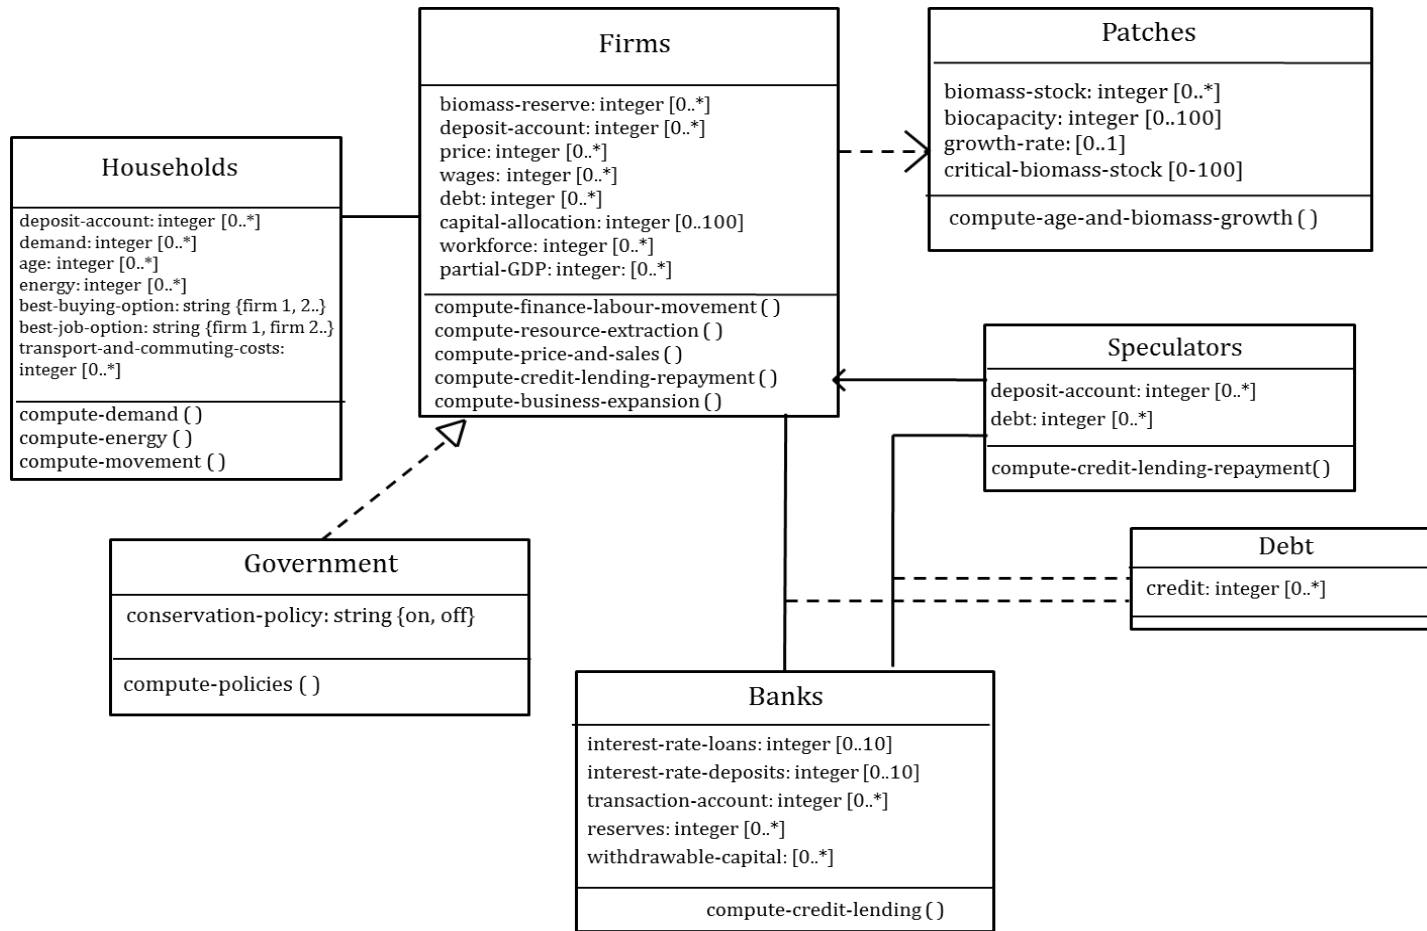 Firms
biomass-reserve: integer [0..*]
deposit-account: integer [0..*]
price: integer [0..*]
wages: integer [0..*]
debt: integer [0..*]
capital-allocation: integer [0..100]
workforce: integer [0..*]
partial-GDP: integer: [0..*]
compute-finance-labour-movement ( )
compute-resource-extraction ( )
compute-price-and-sales ( )
compute-credit-lending-repayment ( )
compute-business-expansion ( )
Patches
biomass-stock: integer [0..*]
biocapacity: integer [0..100]
growth-rate: [0..1]
critical-biomass-stock [0-100]
compute-age-and-biomass-growth ( )
Households
deposit-account: integer [0..*]
demand: integer [0..*]
age: integer [0..*]
energy: integer [0..*]
best-buying-option: string {firm 1, 2..}
best-job-option: string {firm 1, firm 2..}
transport-and-commuting-costs:
integer [0..*]
compute-demand ( )
compute-energy ( )
compute-movement ( )
Speculators
deposit-account: integer [0..*]
debt: integer [0..*]
compute-credit-lending-repayment()
Government
conservation-policy: string {on, off}
compute-policies ( )
Debt
credit: integer [0..*]
Banks
interest-rate-loans: integer [0..10]
interest-rate-deposits: integer [0..10]
transaction-account: integer [0..*]
reserves: integer [0..*]
withdrawable-capital: [0..*]
compute-credit-lending ( )